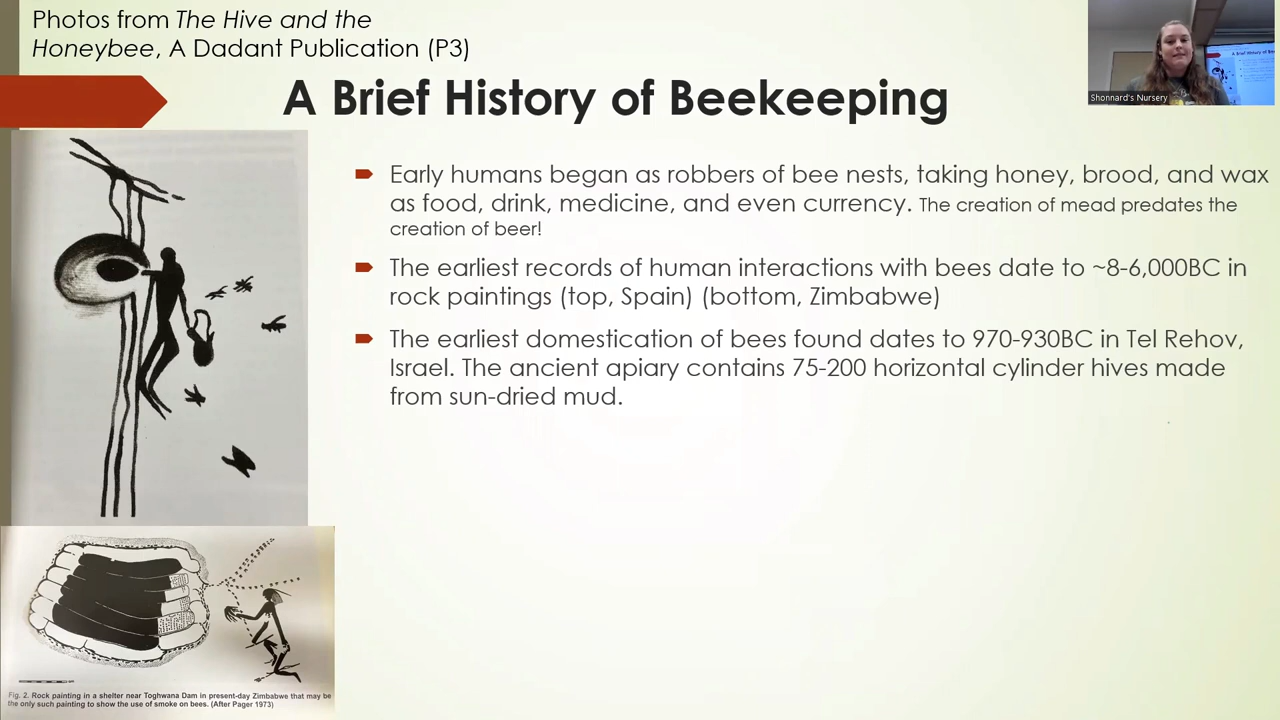 Photos from The Hive and the
Honeybee, A Dadant Publication (P3)
A Brief History of Beekeeping
Shonnard's Nursery
Early humans began as robbers of bee nests, taking honey, brood, and wax
as food, drink, medicine, and even currency. The creation of mead predates the
creation of beer!
The earliest records of human interactions with bees date to ~8-6,000BC in
rock paintings (top, Spain) (bottom, Zimbabwe)
The earliest domestication of bees found dates to 970-930BC in Tel Rehov,
Israel. The ancient apiary contains 75-200 horizontal cylinder hives made
from sun-dried mud.
Fig. 2. Rock painting in a shelter near Toghwana Dam in present-day Zimbabwe that may be
the only such painting to show the use of smoke on bees. (After Pager 1973)